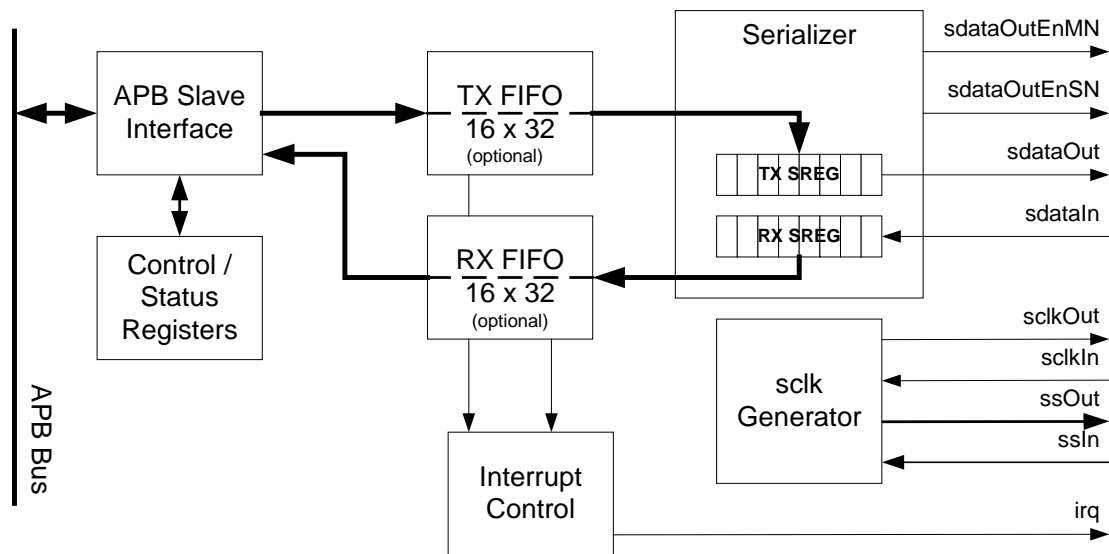 APB Bus
APB Slave
Interface
Control /
Status
Registers
TX FIFO
16 x 32
(optional)
RX FIFO
16 x 32
(optional)
Interrupt
Control
Serializer
TX SREG
RX SREG
sclk
Generator
sdataOutEnMN
sdataOutEnSN
sdataOut
sdataIn
sclkOut
sclkIn
ssOut
ssIn
irq